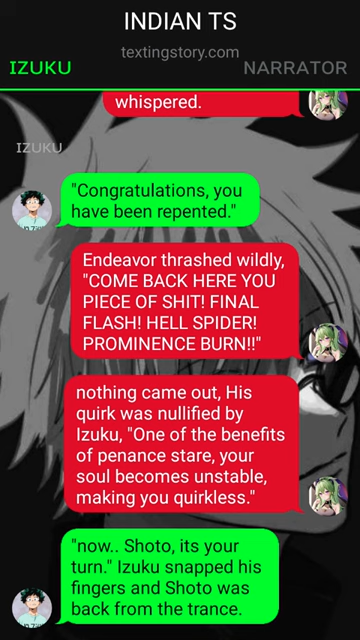 INDIAN TS
textingstory.com
IZUKU
NARRATOR
whispered.
IZUKU
"Congratulations, you
have been repented."
Endeavor thrashed wildly,
"COME BACK HERE YOU
PIECE OF SHIT! FINAL
FLASH! HELL SPIDER!
PROMINENCE BURN!!"
nothing came out, His
quirk was nullified by
Izuku, "One of the benefits
of penance stare, your
soul becomes unstable,
making you quirkless."
"now.. Shoto, its your
turn." Izuku snapped his
fingers and Shoto was
back from the trance.